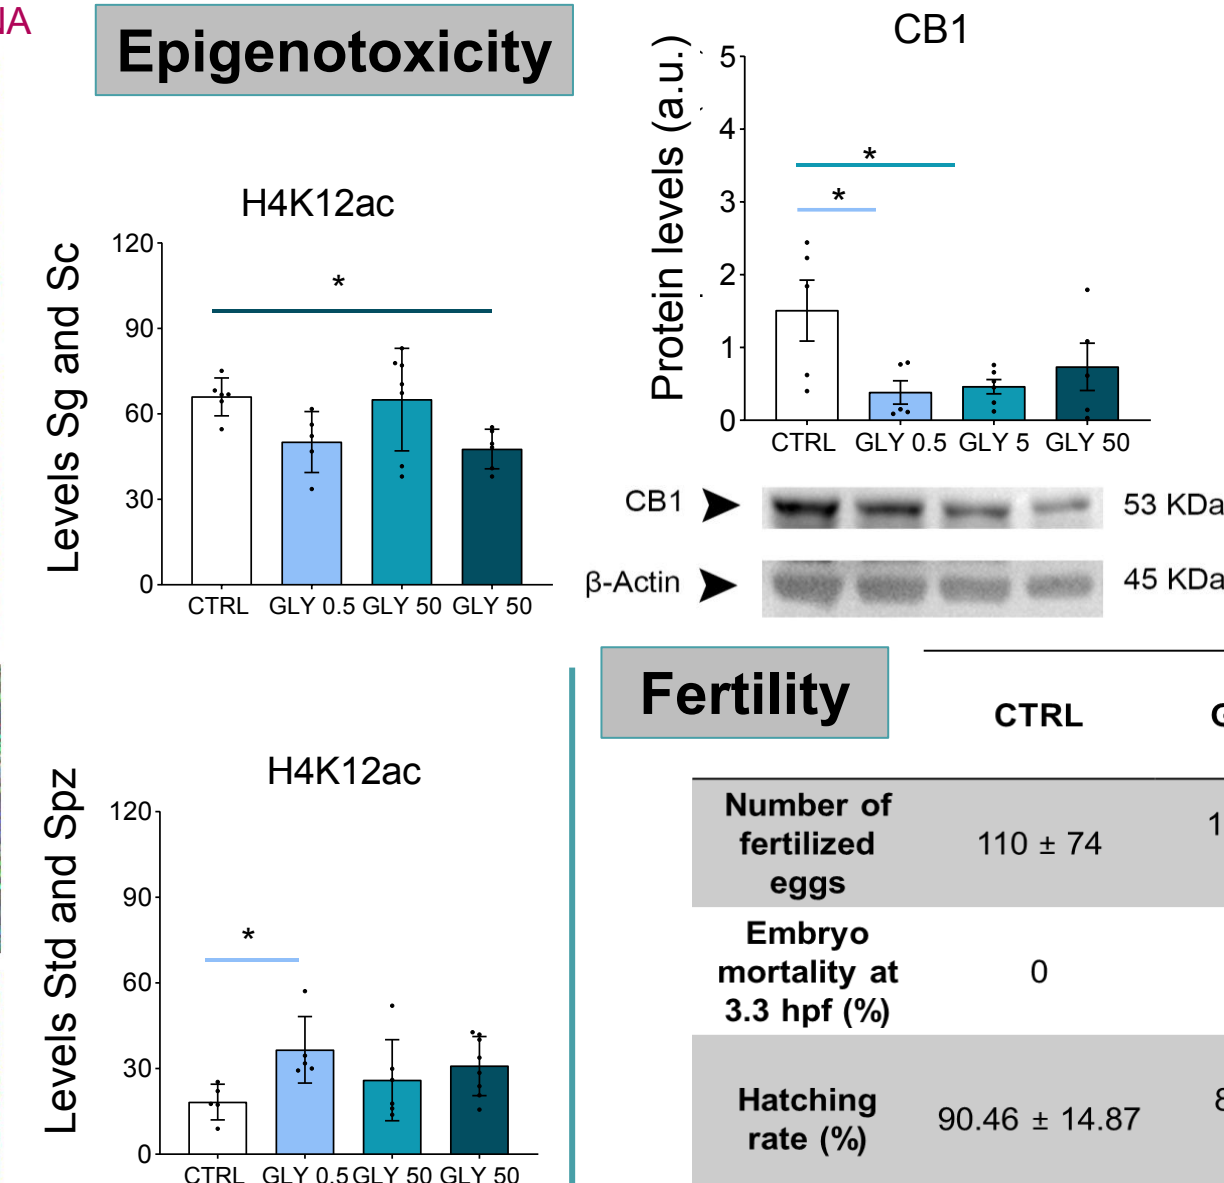 NA
Epigenotoxicity
H4K12ac
Levels Sg and Sc
120
90
60
30
0
*
CTRL GLY 0.5 GLY 50 GLY 50
CB1
Protein levels (a.u.)
5
4
3
2
1
0
*
*
CTRL GLY 0.5 GLY 5 GLY 50
CB1 53 KDa
β-Actin 45 KDa
H4K12ac
Levels Std and Spz
120
90
60
30
0
*
CTRL GLY 0.5 GLY 50 GLY 50
Fertility
CTRL
Number of
fertilized
eggs
110 ± 74
Embryo
mortality at
3.3 hpf (%)
0
Hatching
rate (%)
90.46 ± 14.87